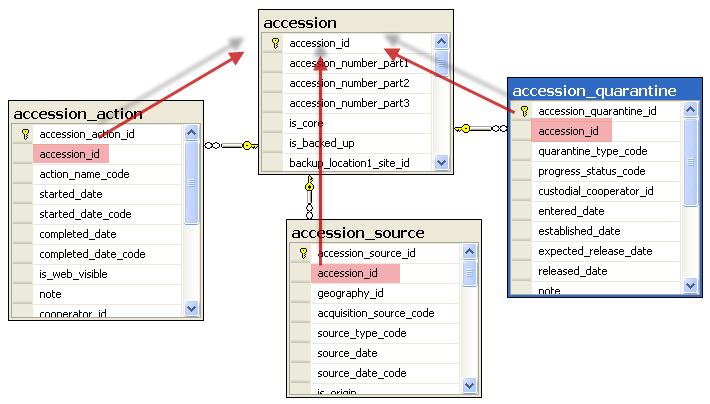 accession
accession_id
accession_number_part1
accession_number_part2
accession_number_part3
is_core
is_backed_up
backup_location1_site_id
accession_action
accession_action_id
accession_id
action_name_code
started_date
started_date_code
completed_date
completed_date_code
is_web_visible
note
cooperator_id
accession_source
accession_source_id
accession_id
geography_id
acquisition_source_code
source_type_code
source_date
source_date_code
is_origin
accession_quarantine
accession_quarantine_id
accession_id
quarantine_type_code
progress_status_code
custodial_cooperator_id
entered_date
established_date
expected_release_date
released_date
note